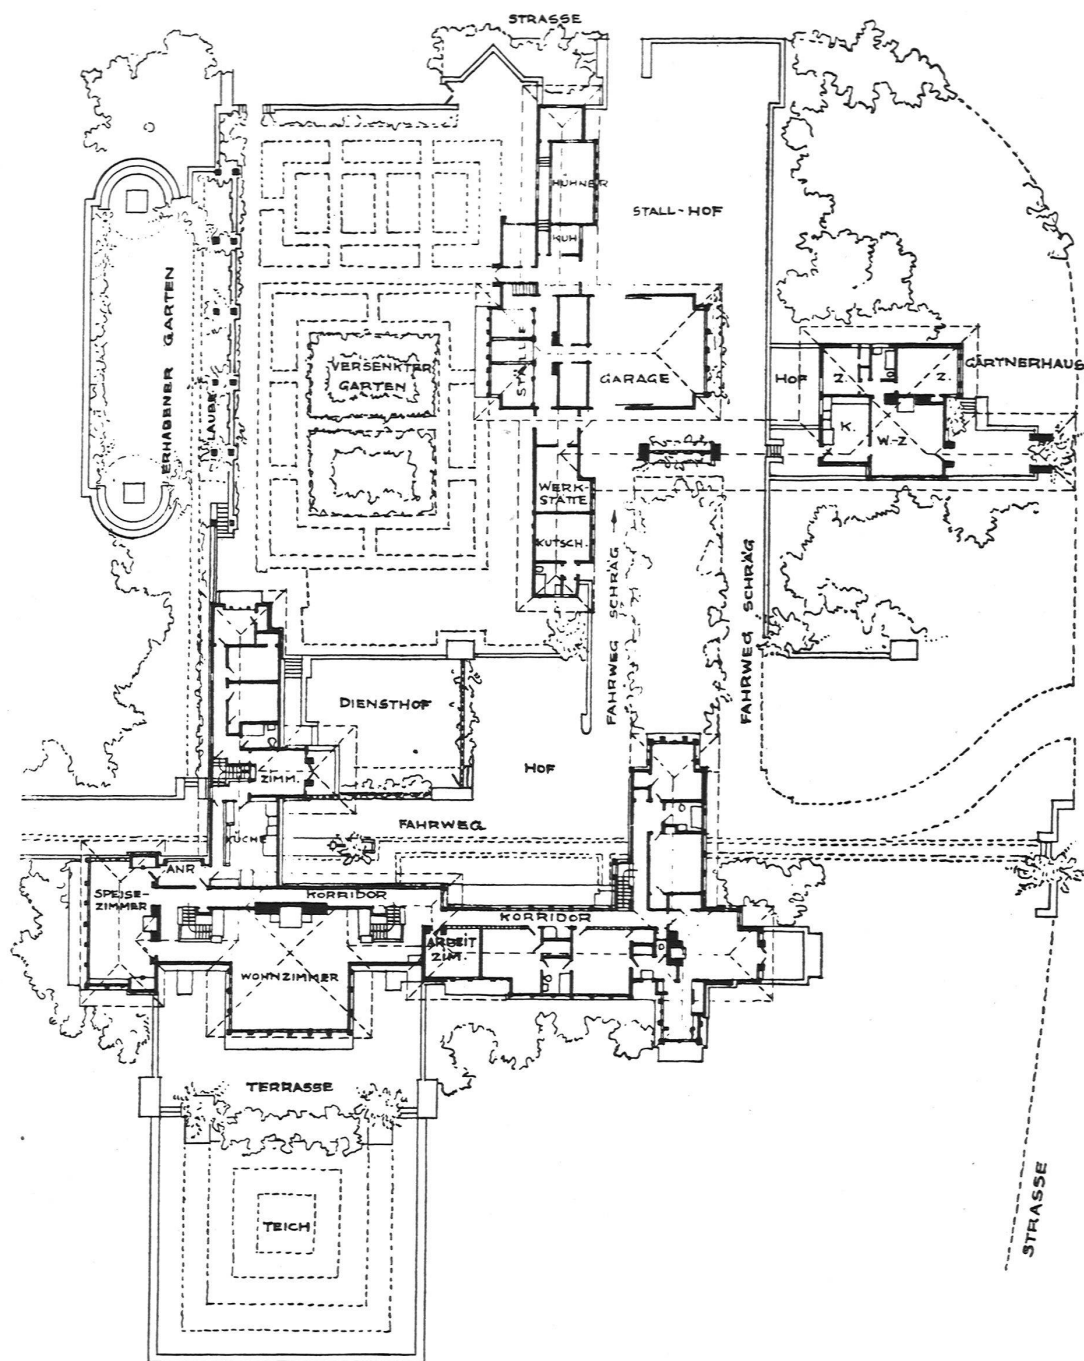 STRASSE
HÜHNER
STALL-HOF
KUH
ERHABENER GARTEN
LAUBE
VERSENKTER
GARTEN
STÄLLE
GARAGE
HOF
Z.
Z.
GÄRTNERHAUS
K.
W.-Z
WERK-
STÄTTE
KUTSCH.
FAHRWEG SCHRÄG
FAHRWEG SCHRÄG
DIENSTHOF
HOF
ZIMM.
FAHRWEG
KÜCHE
ANR
SPEISE-
ZIMMER
KORRIDOR
KORRIDOR
ARBEIT
ZIM.
WOHNZIMMER
TERRASSE
TEICH
STRASSE